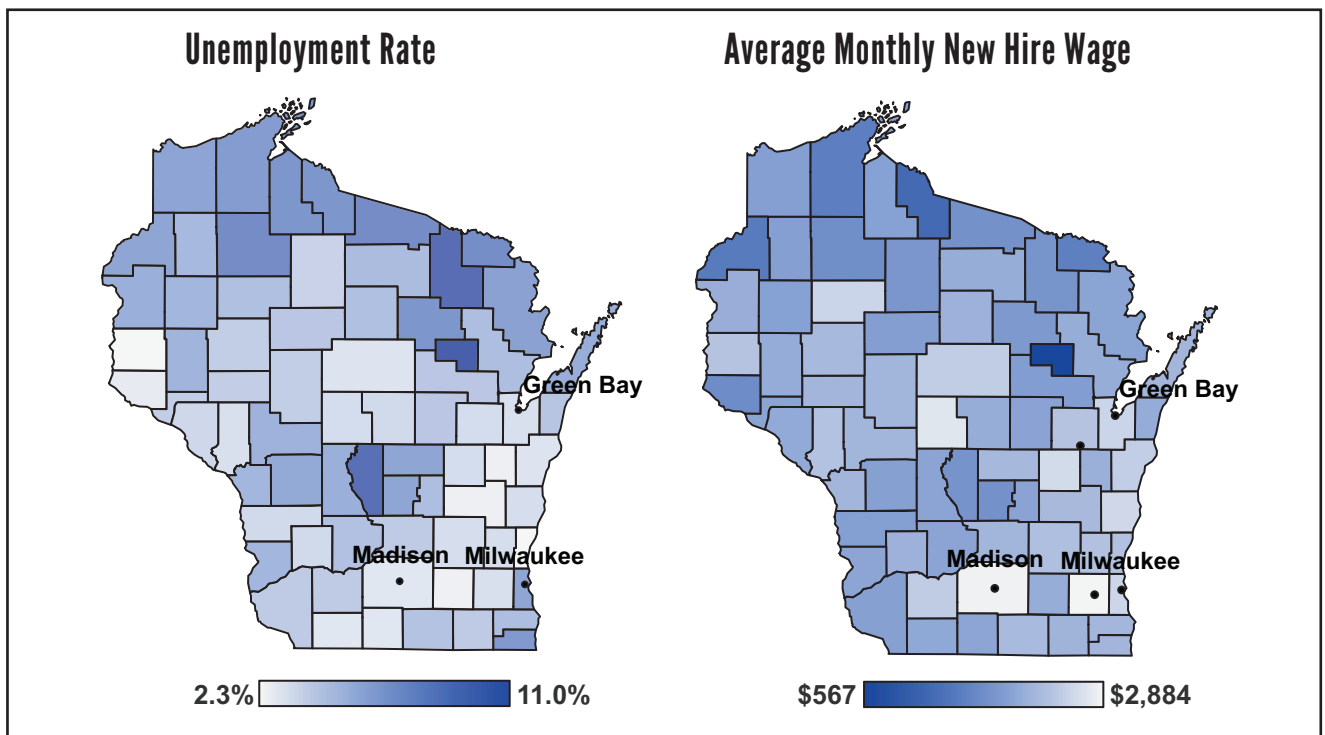 Unemployment Rate
Average Monthly New Hire Wage
Green Bay
Madison
Milwaukee
Green Bay
Madison
Milwaukee
2.3%
11.0%
$567
$2,884